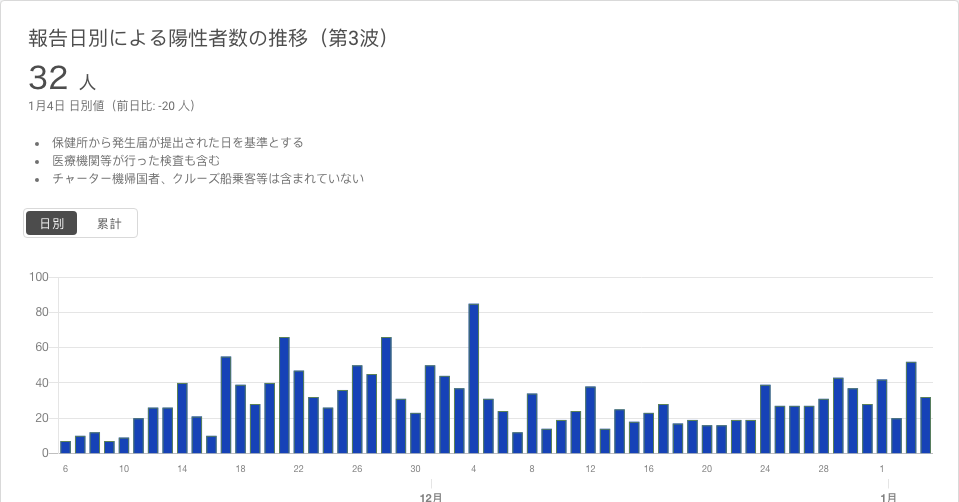 報告日別による陽性者数の推移（第3波）
32 人
1月4日 日別値（前日比: -20 人）
保健所から発生届が提出された日を基準とする
医療機関等が行った検査も含む
チャーター機帰国者、クルーズ船乗客等は含まれていない
日別 累計
100
80
60
40
20
0
6 10 14 18 22 26 30 4 8 12 16 20 24 28 1
12月 1月